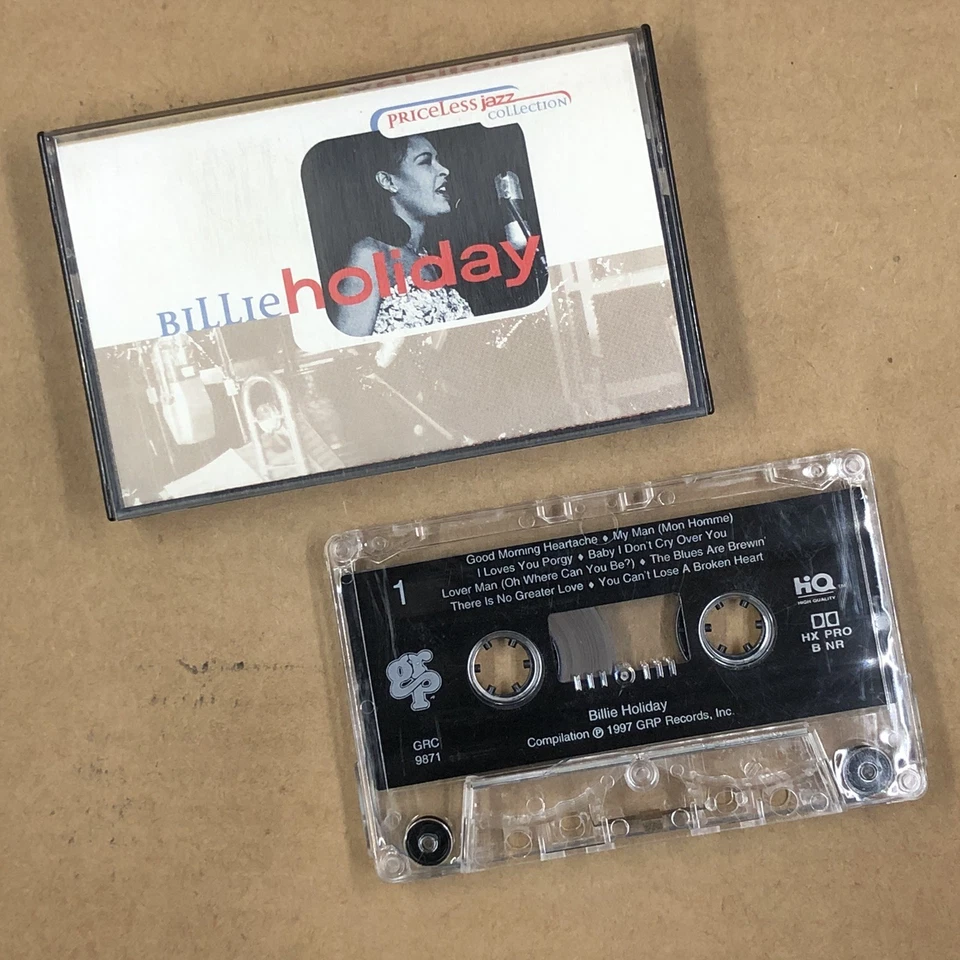 PRICELESS jazz
COLLECTION
BILLIE holiday
Good Morning Heartache ♦ My Man (Mon Homme)
I Loves You Porgy ♦ Baby I Don't Cry Over You
Lover Man (Oh Where Can You Be?) ♦ The Blues Are Brewin'
There Is No Greater Love ♦ You Can't Lose A Broken Heart
1
HiQ™
HIGH QUALITY
HX PRO
B NR
grp
GRC
9871
Billie Holiday
Compilation ℗ 1997 GRP Records, Inc.